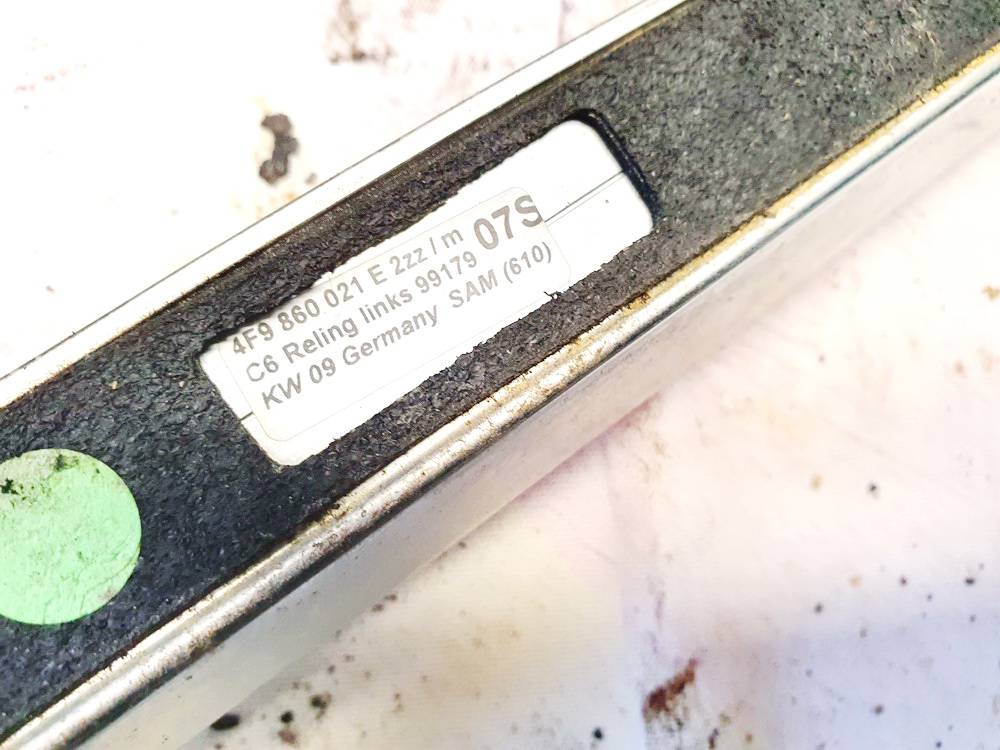 4F9 860 021 E 2zz / m 07S
C6 Reling links 99179
KW 09 Germany SAM (610)